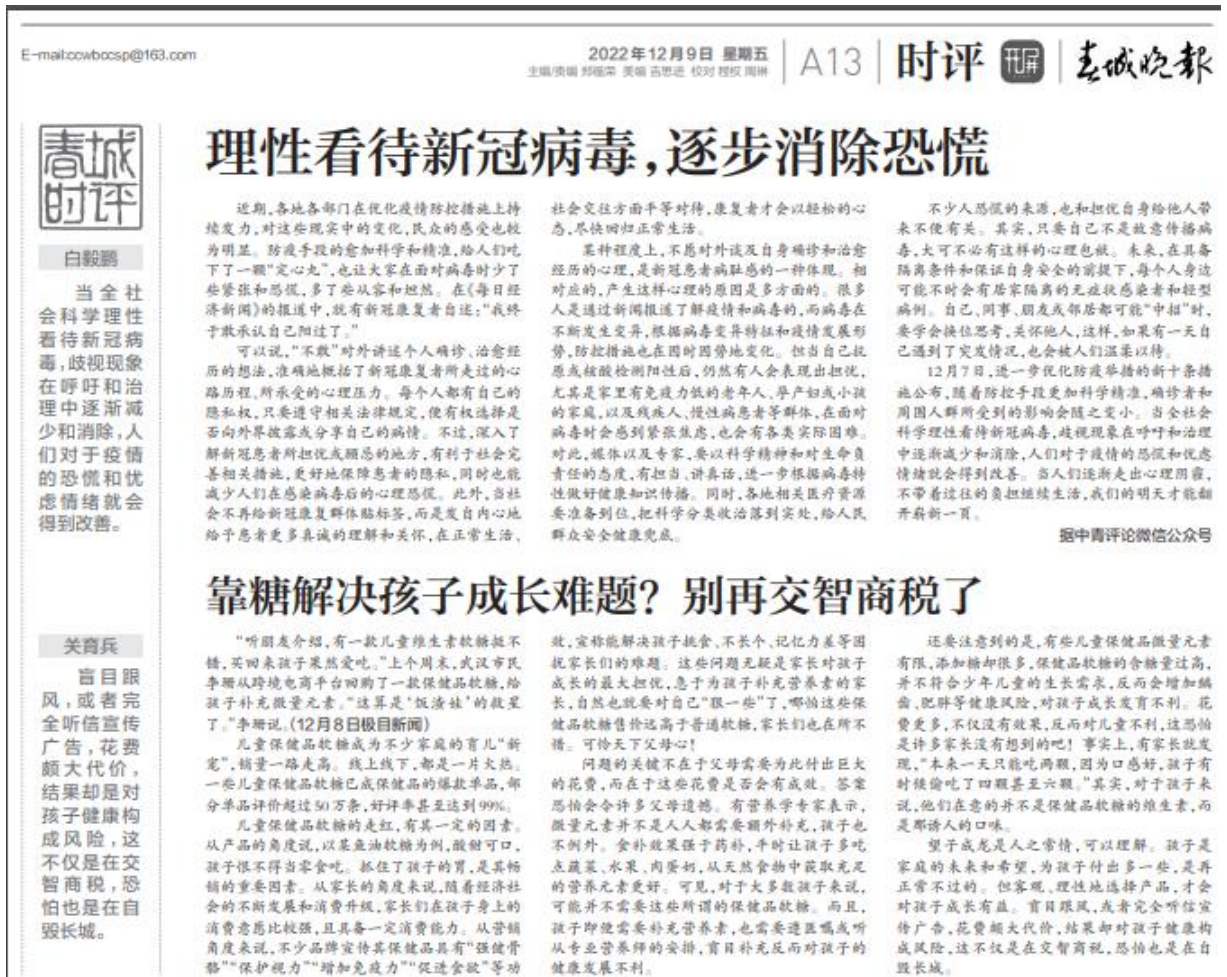 E-mail:ccwbccsp@163.com
2022年12月9日 星期五
主编/责编 郑福荣 美编 吉思进 校对 程权 周琳
A13
时评
开屏
春城晚报
春城
时评
白毅鹏
当全社
会科学理性
看待新冠病
毒，歧视现象
在呼吁和治
理中逐渐减
少和消除，人
们对于疫情
的恐慌和忧
虑情绪就会
得到改善。
理性看待新冠病毒，逐步消除恐慌
近期，各地各部门在优化疫情防控措施上持
续发力，对这些现实中的变化，民众的感受也较
为明显。防疫手段的愈加科学和精准，给人们吃
下了一颗“定心丸”，也让大家在面对病毒时少了
些紧张和恐慌，多了些从容和坦然。在《每日经
济新闻》的报道中，就有新冠康复者自述：“我终
于敢承认自己阳过了。”
可以说，“不敢”对外讲述个人确诊、治愈经
历的想法，准确地概括了新冠康复者所走过的心
路历程，所承受的心理压力。每个人都有自己的
隐私权，只要遵守相关法律规定，便有权选择是
否向外界披露或分享自己的病情。不过，深入了
解新冠患者所担忧或顾忌的地方，有利于社会完
善相关措施，更好地保障患者的隐私，同时也能
减少人们在感染病毒后的心理恐慌。此外，当社
会不再给新冠康复群体贴标签，而是发自内心地
给予患者更多真诚的理解和关怀，在正常生活、
社会交往方面平等对待，康复者才会以轻松的心
态，尽快回归正常生活。
某种程度上，不愿对外谈及自身确诊和治愈
经历的心理，是新冠患者病耻感的一种体现。相
对应的，产生这样心理的原因是多方面的。很多
人是通过新闻报道了解疫情和病毒的，而病毒在
不断发生变异，根据病毒变异特征和疫情发展形
势，防控措施也在因时因势地变化。但当自己抗
原或核酸检测阳性后，仍然有人会表现出担忧，
尤其是家里有免疫力低的老年人、孕产妇或小孩
的家庭，以及残疾人、慢性病患者等群体，在面对
病毒时会感到紧张焦虑，也会有各类实际困难。
对此，媒体以及专家，要以科学精神和对生命负
责任的态度，有担当、讲真话，进一步根据病毒特
性做好健康知识传播。同时，各地相关医疗资源
要准备到位，把科学分类收治落到实处，给人民
群众安全健康兜底。
不少人恐慌的来源，也和担忧自身给他人带
来不便有关。其实，只要自己不是故意传播病
毒，大可不必有这样的心理包袱。未来，在具备
隔离条件和保证自身安全的前提下，每个人身边
可能不时会有居家隔离的无症状感染者和轻型
病例。自己、同事、朋友或邻居都可能“中招”时，
要学会换位思考，关怀他人，这样，如果有一天自
己遇到了突发情况，也会被人们温柔以待。
12月7日，进一步优化防疫举措的新十条措
施公布，随着防控手段更加科学精准，确诊者和
周围人群所受到的影响会随之变小。当全社会
科学理性看待新冠病毒，歧视现象在呼吁和治理
中逐渐减少和消除，人们对于疫情的恐慌和忧虑
情绪就会得到改善。当人们逐渐走出心理阴霾，
不带着过往的负担继续生活，我们的明天才能翻
开崭新一页。
据中青评论微信公众号
关育兵
盲目跟
风，或者完
全听信宣传
广告，花费
颇大代价，
结果却是对
孩子健康构
成风险，这
不仅是在交
智商税，恐
怕也是在自
毁长城。
靠糖解决孩子成长难题？别再交智商税了
“听朋友介绍，有一款儿童维生素软糖挺不
错，买回来孩子果然爱吃。”上个周末，武汉市民
李珊从跨境电商平台回购了一款保健品软糖，给
孩子补充微量元素。“这算是‘饭渣娃’的救星
了。”李珊说。（12月8日极目新闻）
儿童保健品软糖成为不少家庭的育儿“新
宠”，销量一路走高。线上线下，都是一片火热。
一些儿童保健品软糖已成保健品的爆款单品，部
分单品评价超过50万条，好评率甚至达到99%。
儿童保健品软糖的走红，有其一定的因素。
从产品的角度说，以某鱼油软糖为例，酸甜可口，
孩子恨不得当零食吃。抓住了孩子的胃，是其畅
销的重要因素。从家长的角度来说，随着经济社
会的不断发展和消费升级，家长们在孩子身上的
消费意愿比较强，且具备一定消费能力。从营销
角度来说，不少品牌宣传其保健品具有“强健骨
骼”“保护视力”“增加免疫力”“促进食欲”等功
效，宣称能解决孩子挑食、不长个、记忆力差等困
扰家长们的难题。这些问题无疑是家长对孩子
成长的最大担忧，急于为孩子补充营养素的家
长，自然也就要对自己“狠一些”了，哪怕这些保
健品软糖售价远高于普通软糖，家长们也在所不
惜。可怜天下父母心！
问题的关键不在于父母需要为此付出巨大
的花费，而在于这些花费是否会有成效。答案
恐怕会令许多父母遗憾。有营养学专家表示，
微量元素并不是人人都需要额外补充，孩子也
不例外。食补效果强于药补，平时让孩子多吃
点蔬菜、水果、肉蛋奶，从天然食物中获取充足
的营养元素更好。可见，对于大多数孩子来说，
可能并不需要这些所谓的保健品软糖。而且，
孩子即便需要补充营养素，也需要遵医嘱或听
从专业营养师的安排，盲目补充反而对孩子的
健康发展不利。
还要注意到的是，有些儿童保健品微量元素
有限，添加糖却很多，保健品软糖的含糖量过高，
并不符合少年儿童的生长需求，反而会增加龋
齿、肥胖等健康风险，对孩子成长发育不利。花
费更多，不仅没有效果，反而对儿童不利，这恐怕
是许多家长没有想到的吧！事实上，有家长就发
现，“本来一天只能吃两颗，因为口感好，孩子有
时候偷吃了四颗甚至六颗。”其实，对于孩子来
说，他们在意的并不是保健品软糖的维生素，而
是那诱人的口味。
望子成龙是人之常情，可以理解。孩子是
家庭的未来和希望，为孩子付出多一些，是再
正常不过的。但客观、理性地选择产品，才会
对孩子成长有益。盲目跟风，或者完全听信宣
传广告，花费颇大代价，结果却对孩子健康构
成风险，这不仅是在交智商税，恐怕也是在自
毁长城。